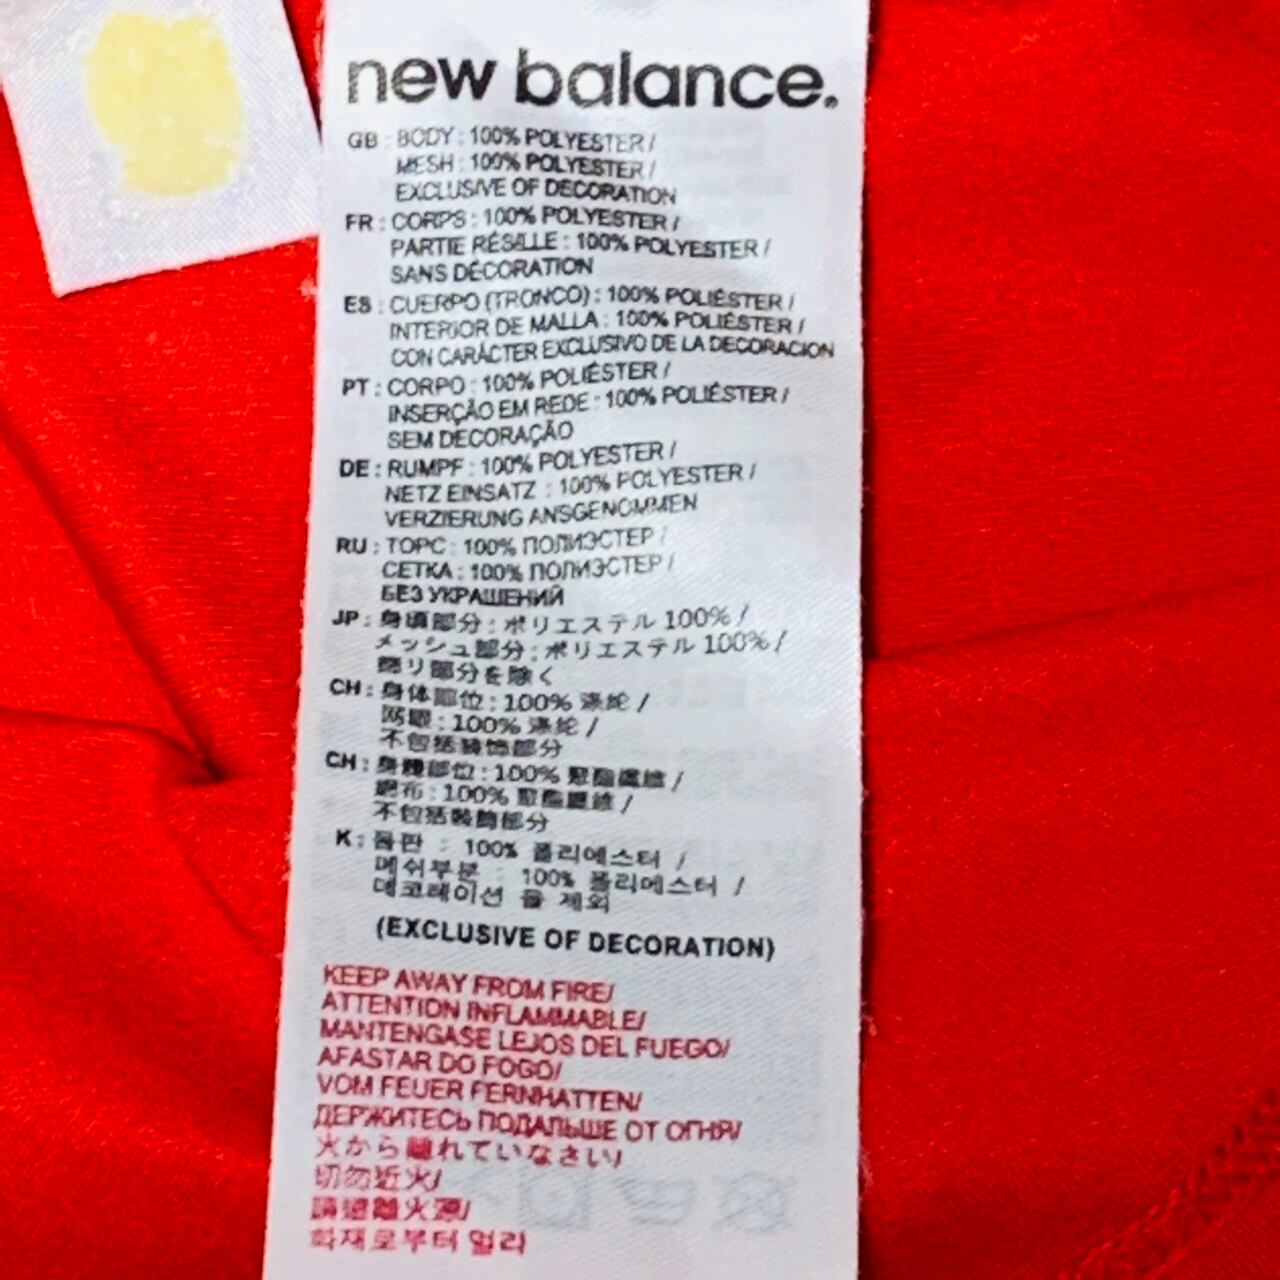 new balance.
GB : BODY : 100% POLYESTER /
MESH : 100% POLYESTER /
EXCLUSIVE OF DECORATION
FR : CORPS : 100% POLYESTER /
PARTIE RÉSILLE : 100% POLYESTER /
SANS DÉCORATION
ES : CUERPO (TRONCO) : 100% POLIÉSTER /
INTERIOR DE MALLA : 100% POLIÉSTER /
CON CARÁCTER EXCLUSIVO DE LA DECORACION
PT : CORPO : 100% POLIÉSTER /
INSERÇÃO EM REDE : 100% POLIÉSTER /
SEM DECORAÇÃO
DE : RUMPF : 100% POLYESTER /
NETZ EINSATZ : 100% POLYESTER /
VERZIERUNG ANSGENOMMEN
RU : ТОРС : 100% ПОЛИЭСТЕР /
СЕТКА : 100% ПОЛИЭСТЕР /
БЕЗ УКРАШЕНИЙ
JP : 身頃部分 : ポリエステル 100% /
メッシュ部分 : ポリエステル 100% /
飾り部分を除く
CH : 身体部位 : 100% 涤纶 /
网眼 : 100% 涤纶 /
不包括装饰部分
CH : 身體部位 : 100% 聚酯纖維 /
網布 : 100% 聚酯纖維 /
不包括裝飾部分
K : 몸판 : 100% 폴리에스터 /
메쉬부분 : 100% 폴리에스터 /
데코레이션 을 제외
(EXCLUSIVE OF DECORATION)
KEEP AWAY FROM FIRE/
ATTENTION INFLAMMABLE/
MANTENGASE LEJOS DEL FUEGO/
AFASTAR DO FOGO/
VOM FEUER FERNHATTEN/
ДЕРЖИТЕСЬ ПОДАЛЬШЕ ОТ ОГНЯ/
火から離れていなさい/
切勿近火/
請遠離火源/
화재로부터 멀리